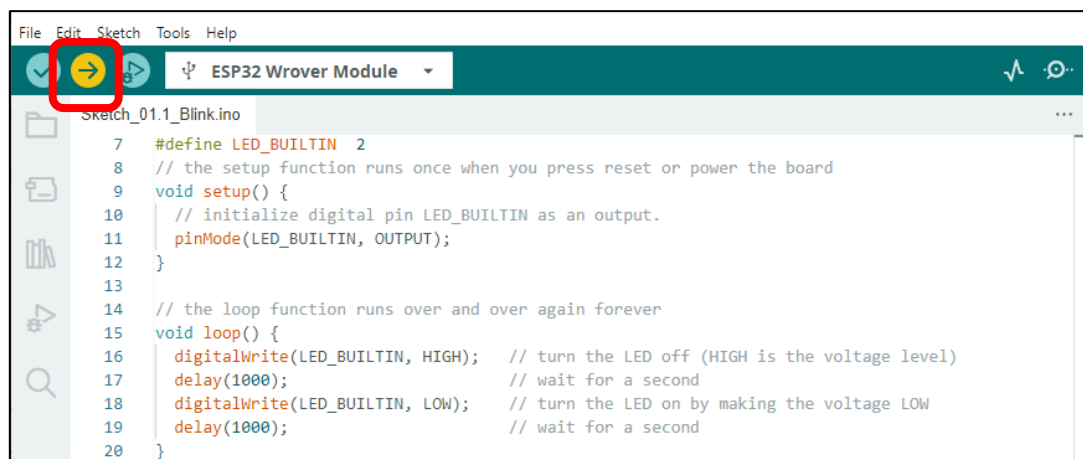 File Edit Sketch Tools Help
ESP32 Wrover Module
Sketch_01.1_Blink.ino
7 #define LED_BUILTIN  2
8 // the setup function runs once when you press reset or power the board
9 void setup() {
10   // initialize digital pin LED_BUILTIN as an output.
11   pinMode(LED_BUILTIN, OUTPUT);
12 }
13
14 // the loop function runs over and over again forever
15 void loop() {
16   digitalWrite(LED_BUILTIN, HIGH);   // turn the LED off (HIGH is the voltage level)
17   delay(1000);                       // wait for a second
18   digitalWrite(LED_BUILTIN, LOW);    // turn the LED on by making the voltage LOW
19   delay(1000);                       // wait for a second
20 }